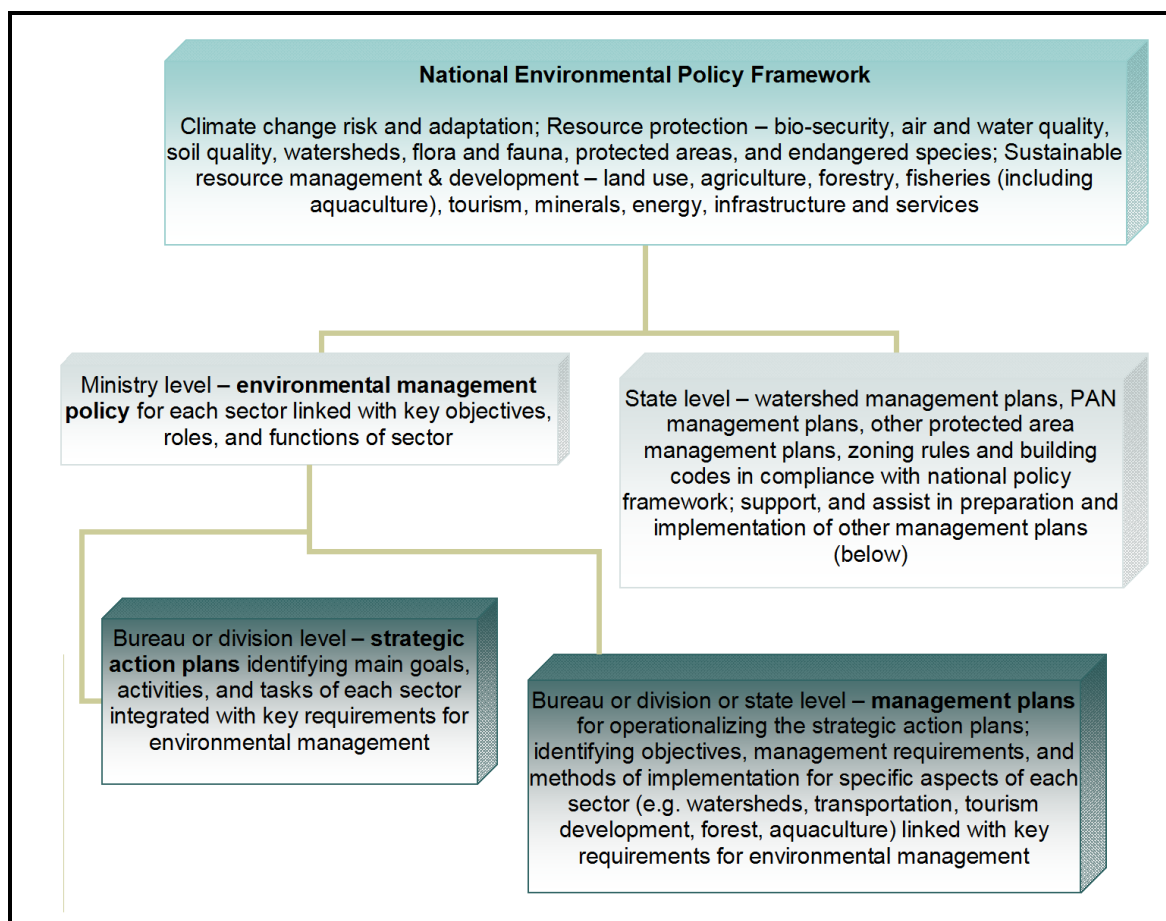 National Environmental Policy Framework
Climate change risk and adaptation; Resource protection – bio-security, air and water quality,
soil quality, watersheds, flora and fauna, protected areas, and endangered species; Sustainable
resource management & development – land use, agriculture, forestry, fisheries (including
aquaculture), tourism, minerals, energy, infrastructure and services
Ministry level – environmental management
policy for each sector linked with key objectives,
roles, and functions of sector
State level – watershed management plans, PAN
management plans, other protected area
management plans, zoning rules and building
codes in compliance with national policy
framework; support, and assist in preparation and
implementation of other management plans
(below)
Bureau or division level – strategic
action plans identifying main goals,
activities, and tasks of each sector
integrated with key requirements for
environmental management
Bureau or division or state level – management plans
for operationalizing the strategic action plans;
identifying objectives, management requirements, and
methods of implementation for specific aspects of each
sector (e.g. watersheds, transportation, tourism
development, forest, aquaculture) linked with key
requirements for environmental management